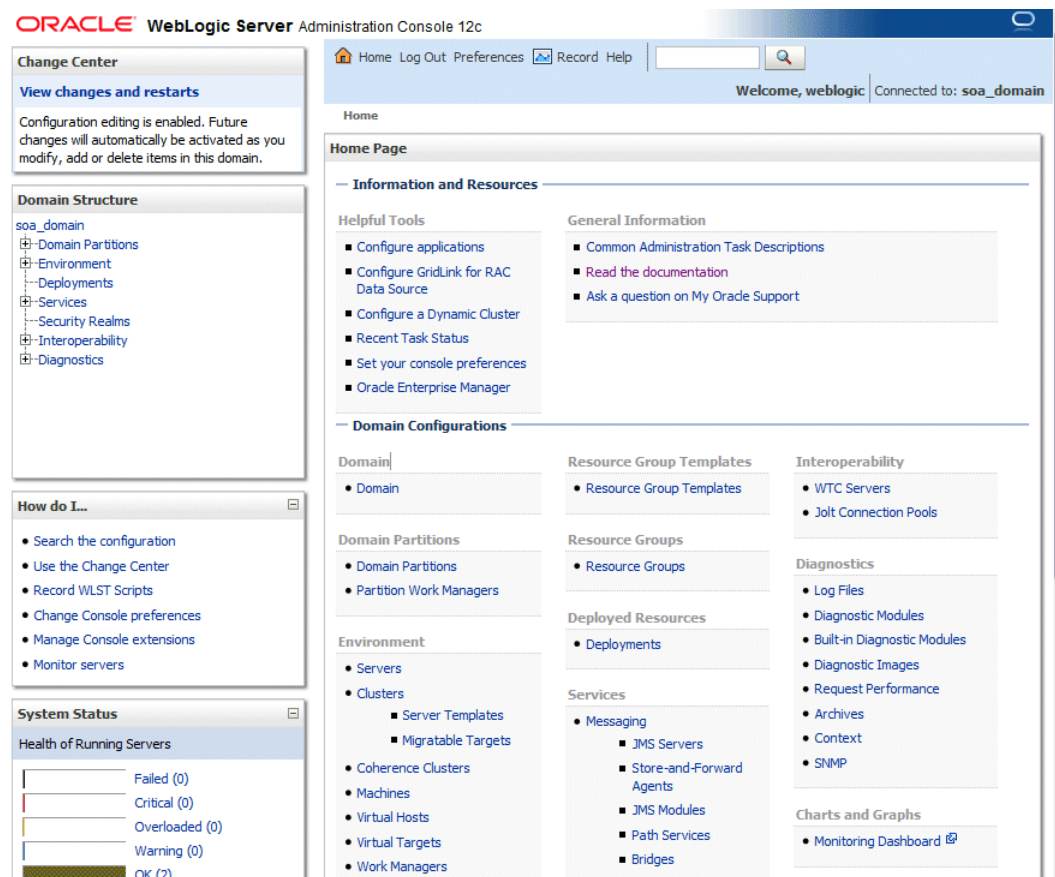 ORACLE WebLogic Server Administration Console 12c
Change Center
View changes and restarts
Configuration editing is enabled. Future
changes will automatically be activated as you
modify, add or delete items in this domain.
Domain Structure
soa_domain
Domain Partitions
Environment
Deployments
Services
Security Realms
Interoperability
Diagnostics
How do I...
Search the configuration
Use the Change Center
Record WLST Scripts
Change Console preferences
Manage Console extensions
Monitor servers
System Status
Health of Running Servers
Failed (0)
Critical (0)
Overloaded (0)
Warning (0)
OK (2)
Home Log Out Preferences Record Help
Welcome, weblogic Connected to: soa_domain
Home
Home Page
Information and Resources
Helpful Tools
Configure applications
Configure GridLink for RAC
Data Source
Configure a Dynamic Cluster
Recent Task Status
Set your console preferences
Oracle Enterprise Manager
General Information
Common Administration Task Descriptions
Read the documentation
Ask a question on My Oracle Support
Domain Configurations
Domain
Domain
Domain Partitions
Domain Partitions
Partition Work Managers
Environment
Servers
Clusters
Server Templates
Migratable Targets
Coherence Clusters
Machines
Virtual Hosts
Virtual Targets
Work Managers
Resource Group Templates
Resource Group Templates
Resource Groups
Resource Groups
Deployed Resources
Deployments
Services
Messaging
JMS Servers
Store-and-Forward
Agents
JMS Modules
Path Services
Bridges
Interoperability
WTC Servers
Jolt Connection Pools
Diagnostics
Log Files
Diagnostic Modules
Built-in Diagnostic Modules
Diagnostic Images
Request Performance
Archives
Context
SNMP
Charts and Graphs
Monitoring Dashboard